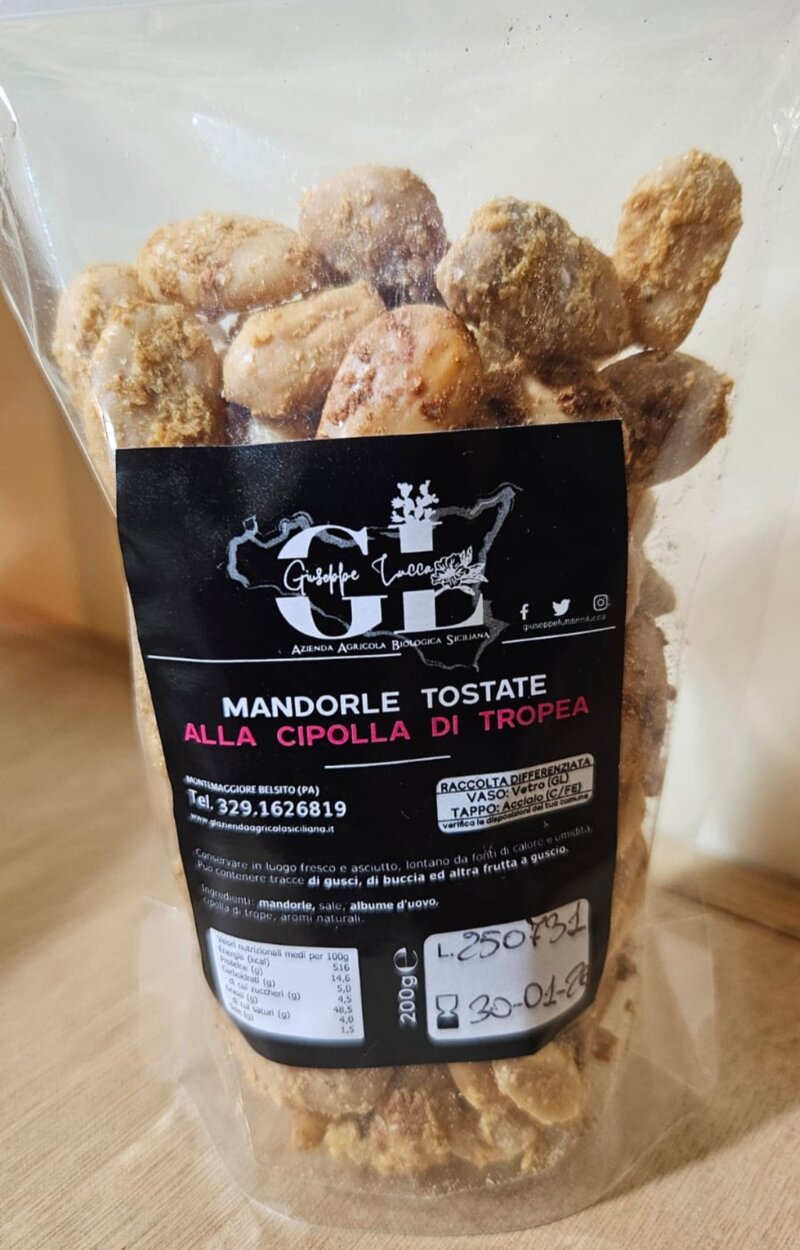 GL
Giuseppe Lucca
AZIENDA AGRICOLA BIOLOGICA SICILIANA
MANDORLE TOSTATE
ALLA CIPOLLA DI TROPEA
MONTEMAGGIORE BELSITO (PA)
Tel. 329.1626819
www.glaziendaagricolasiciliana.it
RACCOLTA DIFFERENZIATA
VASO: Vetro (GL)
TAPPO: Acciaio (C/FE)
verifica le disposizioni del tuo comune
Conservare in luogo fresco e asciutto, lontano da fonti di calore e umidità.
Può contenere tracce di gusci, di buccia ed altra frutta a guscio.
Ingredienti: mandorle, sale, albume d'uovo,
cipolla di trope, aromi naturali.
Valori nutrizionali medi per 100g
Energia (kcal) 516
Proteine (g) 14,6
Carboidrati (g) 5,0
di cui zuccheri (g) 4,5
Grassi (g) 48,5
di cui saturi (g) 4,0
Sale (g) 1,5
200g e
L. 250731
30-01-26